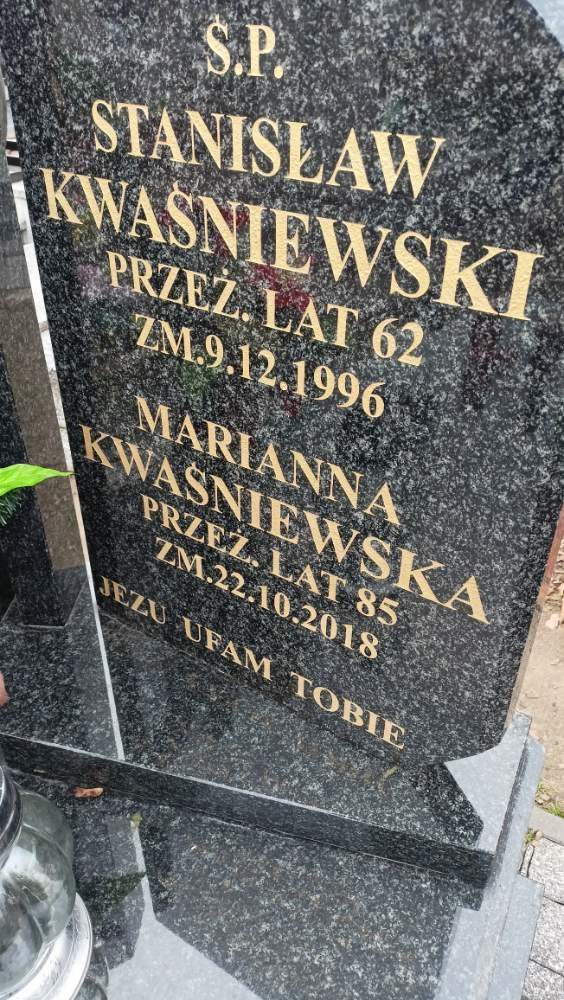 Ś.P.
STANISŁAW
KWAŚNIEWSKI
PRZEŻ. LAT 62
ZM.9.12.1996
MARIANNA
KWAŚNIEWSKA
PRZEŻ. LAT 85
ZM.22.10.2018
JEZU UFAM TOBIE